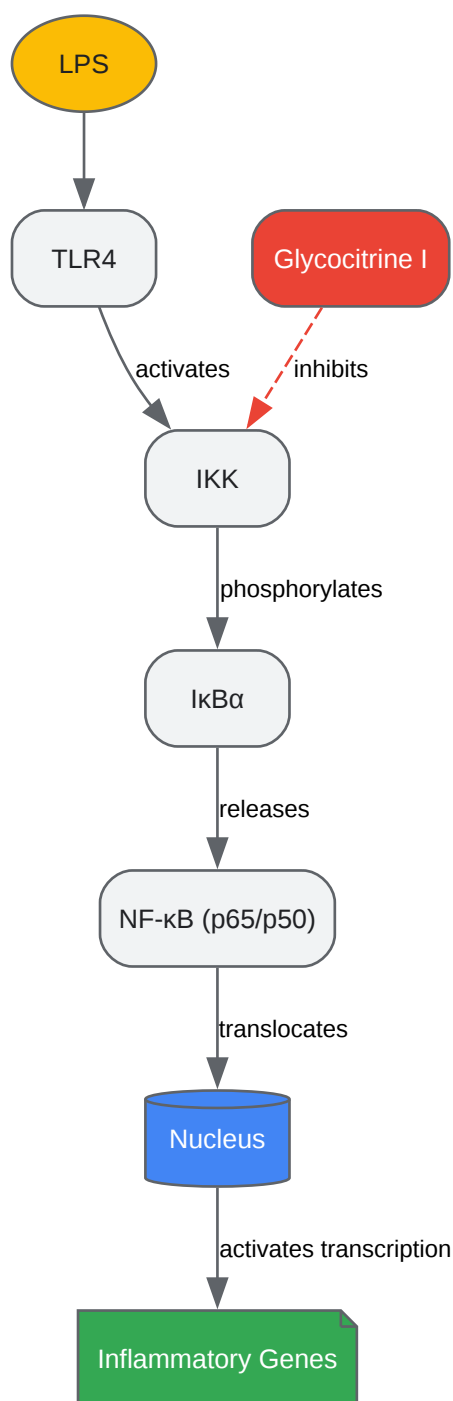 LPS
TLR4
Glycocitrine I
activates
inhibits
IKK
phosphorylates
IκBα
releases
NF-κB (p65/p50)
translocates
Nucleus
activates transcription
Inflammatory Genes